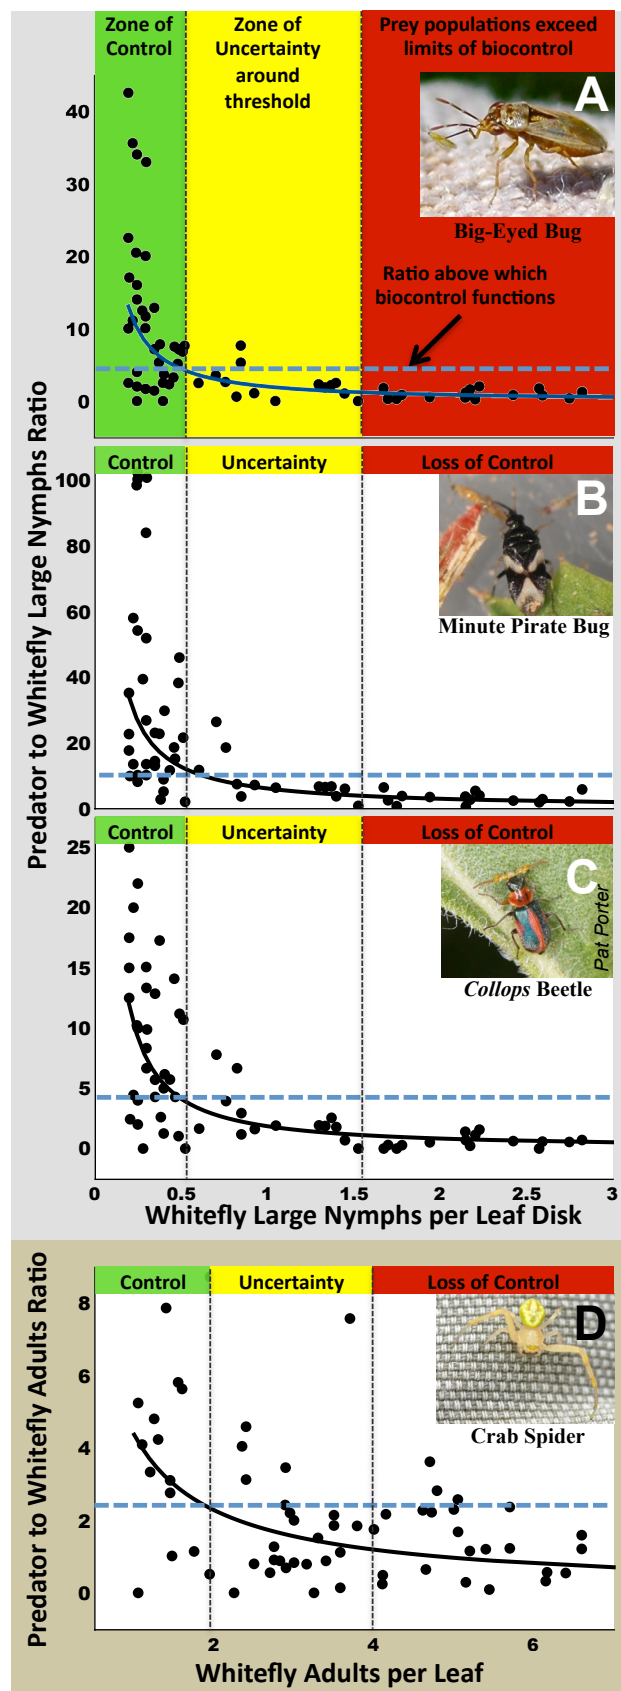 Zone of
Control
Zone of
Uncertainty
around
threshold
Prey populations exceed
limits of biocontrol
A
Big-Eyed Bug
Ratio above which
biocontrol functions
40
30
20
10
0
Predator to Whitefly Large Nymphs Ratio
Control
Uncertainty
Loss of Control
B
Minute Pirate Bug
100
80
60
40
20
0
Control
Uncertainty
Loss of Control
C
Pat Porter
Collops Beetle
25
20
15
10
5
0
0 0.5 1 1.5 2 2.5 3
Whitefly Large Nymphs per Leaf Disk
Control
Uncertainty
Loss of Control
D
Crab Spider
Predator to Whitefly Adults Ratio
8
6
4
2
0
2 4 6
Whitefly Adults per Leaf